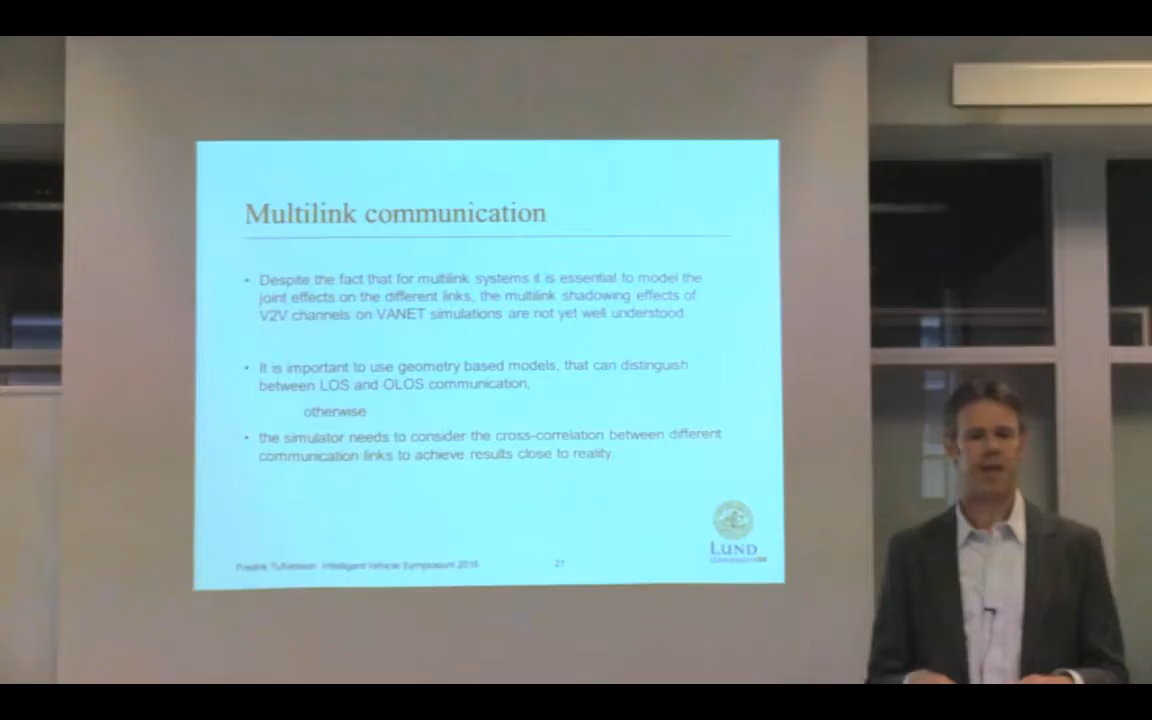 Multilink communication
• Despite the fact that for multilink systems it is essential to model the
joint effects on the different links, the multilink shadowing effects of
V2V channels on VANET simulations are not yet well understood.
• It is important to use geometry based models, that can distinguish
between LOS and OLOS communication,
otherwise
• the simulator needs to consider the cross-correlation between different
communication links to achieve results close to reality.
LUND
UNIVERSITY
Fredrik Tufvesson Intelligent Vehicle Symposium 2016
21